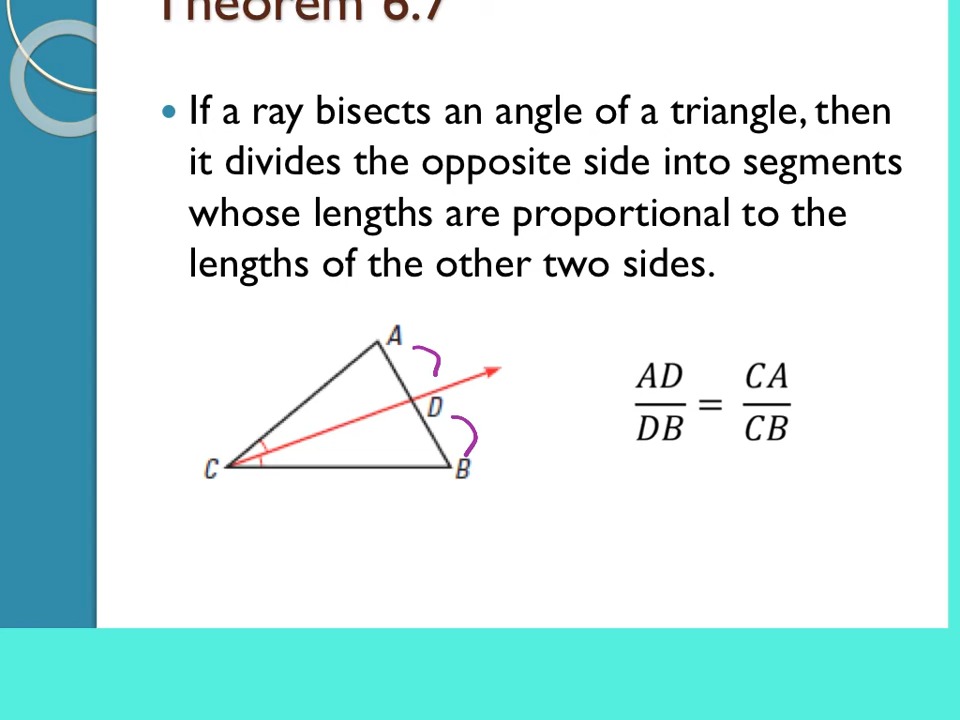 Theorem 6.7
• If a ray bisects an angle of a triangle, then
it divides the opposite side into segments
whose lengths are proportional to the
lengths of the other two sides.
A
D
C
B
AD/DB = CA/CB